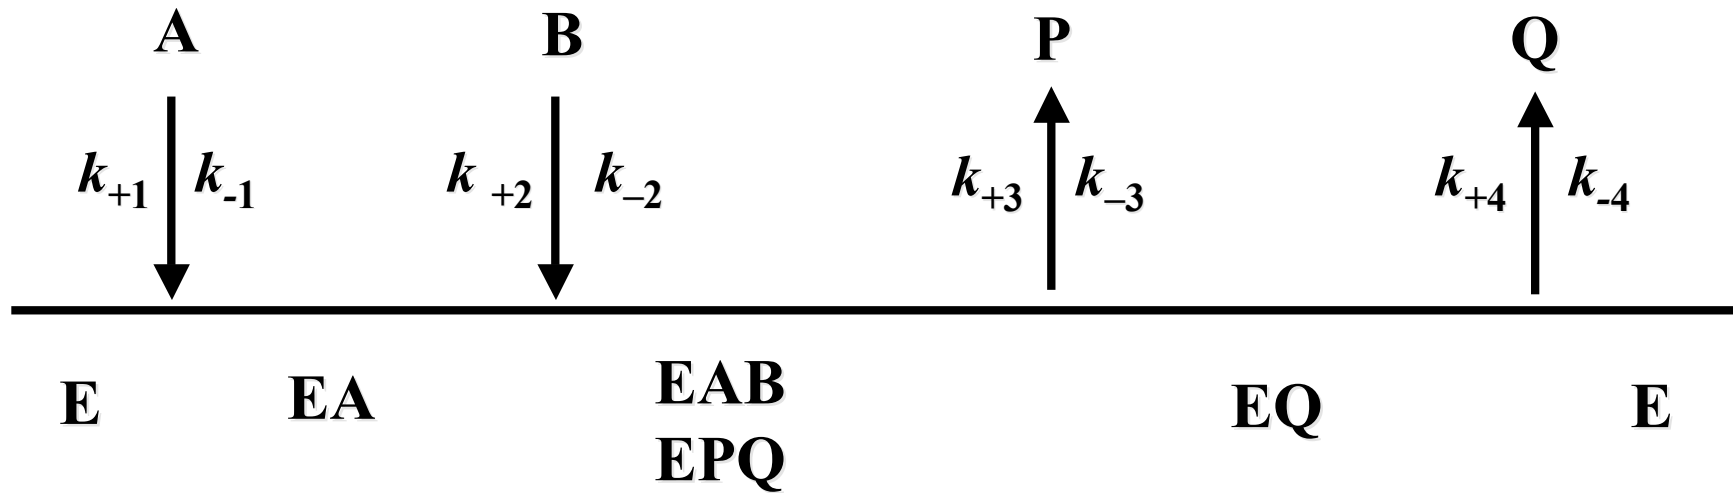 A B P Q
k+1 k-1 k +2 k–2 k+3 k–3 k+4 k-4
E EA EAB EQ E
EPQ